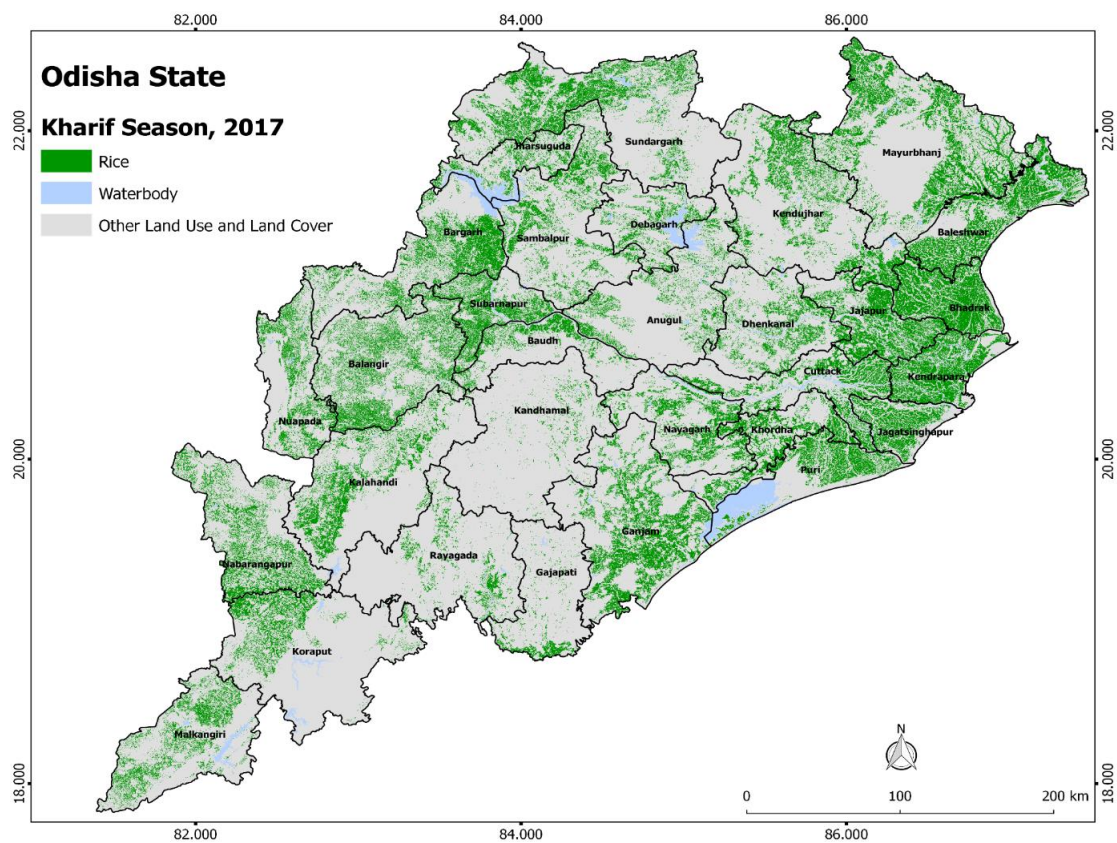 82.000 84.000 86.000
Odisha State
Kharif Season, 2017
Rice
Waterbody
Other Land Use and Land Cover
22.000
22.000
Jharsuguda
Sundargarh
Mayurbhanj
Kendujhar
Debagarh
Bargarh
Sambalpur
Baleshwar
Subarnapur
Anugul
Dhenkanal
Jajapur
Bhadrak
Baudh
Balangir
Cuttack
Kendrapara
Kandhamal
Nuapada
Nayagarh
Khordha
Jagatsinghapur
20.000
20.000
Puri
Kalahandi
Ganjam
Rayagada
Gajapati
Nabarangapur
Koraput
Malkangiri
N
18.000
18.000
0 100 200 km
82.000 84.000 86.000